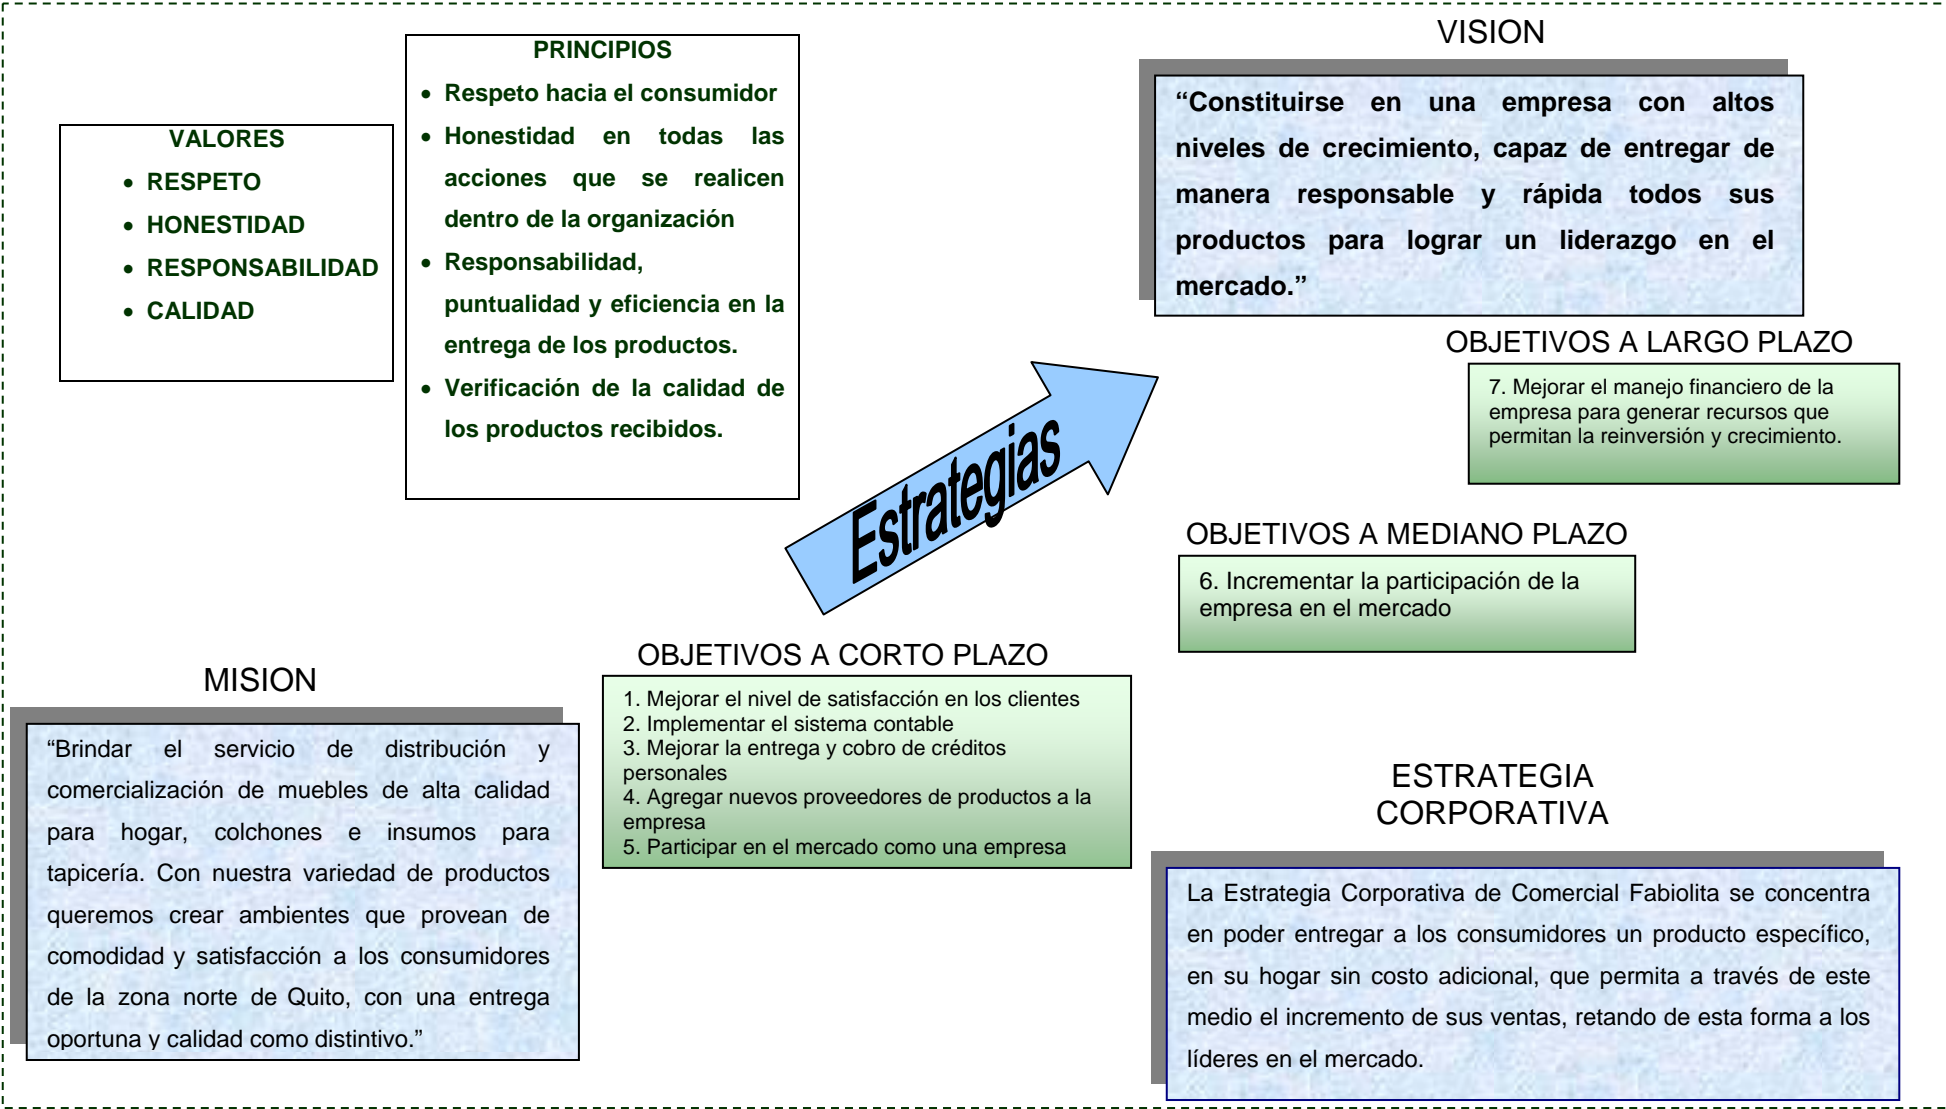 VALORES
• RESPETO
• HONESTIDAD
• RESPONSABILIDAD
• CALIDAD
PRINCIPIOS
• Respeto hacia el consumidor
• Honestidad en todas las
acciones que se realicen
dentro de la organización
• Responsabilidad,
puntualidad y eficiencia en la
entrega de los productos.
• Verificación de la calidad de
los productos recibidos.
VISION
“Constituirse en una empresa con altos
niveles de crecimiento, capaz de entregar de
manera responsable y rápida todos sus
productos para lograr un liderazgo en el
mercado.”
OBJETIVOS A LARGO PLAZO
7. Mejorar el manejo financiero de la
empresa para generar recursos que
permitan la reinversión y crecimiento.
Estrategias
OBJETIVOS A MEDIANO PLAZO
6. Incrementar la participación de la
empresa en el mercado
OBJETIVOS A CORTO PLAZO
1. Mejorar el nivel de satisfacción en los clientes
2. Implementar el sistema contable
3. Mejorar la entrega y cobro de créditos
personales
4. Agregar nuevos proveedores de productos a la
empresa
5. Participar en el mercado como una empresa
MISION
“Brindar el servicio de distribución y
comercialización de muebles de alta calidad
para hogar, colchones e insumos para
tapicería. Con nuestra variedad de productos
queremos crear ambientes que provean de
comodidad y satisfacción a los consumidores
de la zona norte de Quito, con una entrega
oportuna y calidad como distintivo.”
ESTRATEGIA
CORPORATIVA
La Estrategia Corporativa de Comercial Fabiolita se concentra
en poder entregar a los consumidores un producto específico,
en su hogar sin costo adicional, que permita a través de este
medio el incremento de sus ventas, retando de esta forma a los
líderes en el mercado.